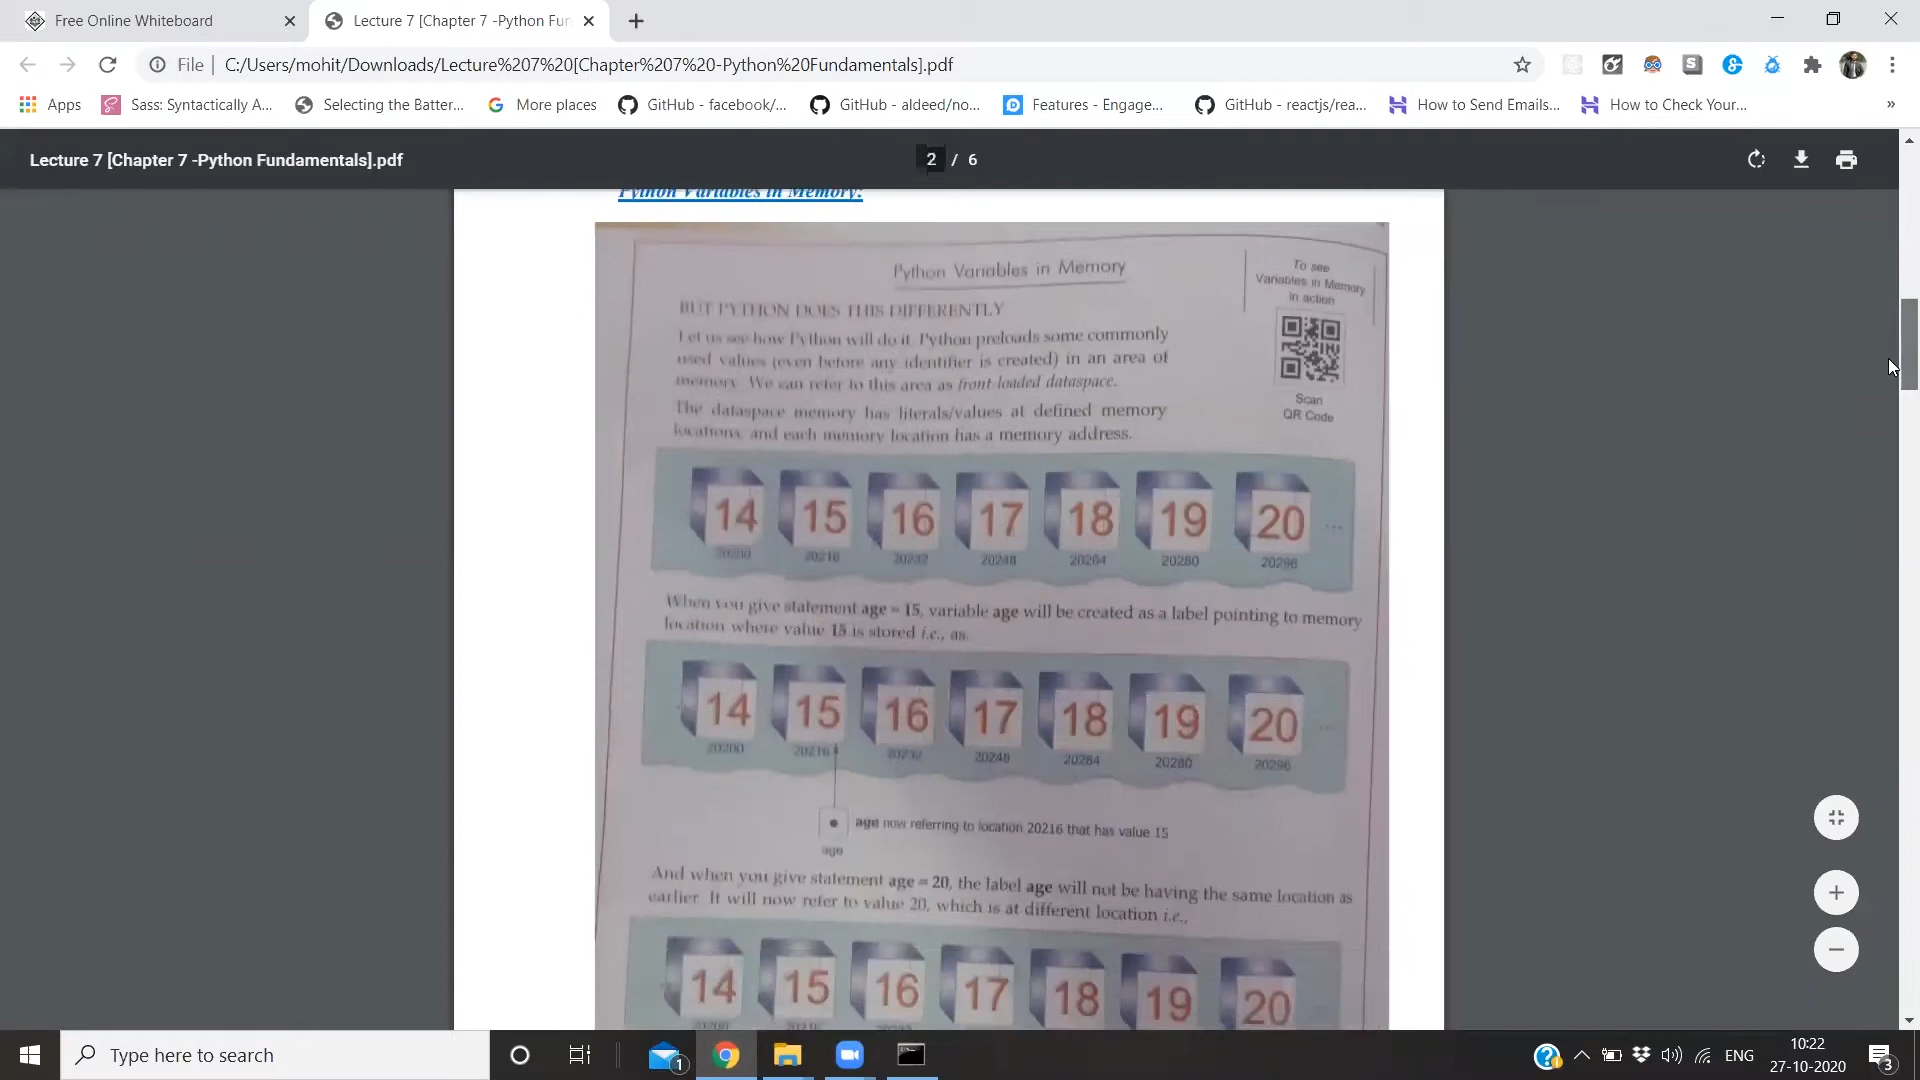 Free Online Whiteboard
Lecture 7 [Chapter 7 -Python Fun
File
C:/Users/mohit/Downloads/Lecture%207%20[Chapter%207%20-Python%20Fundamentals].pdf
Apps
Sass: Syntactically A...
Selecting the Batter...
More places
GitHub - facebook/...
GitHub - aldeed/no...
Features - Engage...
GitHub - reactjs/rea...
How to Send Emails...
How to Check Your...
»
Lecture 7 [Chapter 7 -Python Fundamentals].pdf
2 / 6
Python Variables in Memory:
Python Variables in Memory
To see
Variables in Memory
in action
Scan
QR Code
BUT PYTHON DOES THIS DIFFERENTLY
Let us see how Python will do it. Python preloads some commonly
used values (even before any identifier is created) in an area of
memory. We can refer to this area as front-loaded dataspace.
The dataspace memory has literals/values at defined memory
locations, and each memory location has a memory address.
14 15 16 17 18 19 20 ...
20200 20216 20232 20248 20264 20280 20296
When you give statement age = 15, variable age will be created as a label pointing to memory
location where value 15 is stored i.e., as.
14 15 16 17 18 19 20 ...
20200 20216 20232 20248 20264 20280 20296
age now referring to location 20216 that has value 15
age
And when you give statement age = 20, the label age will not be having the same location as
earlier. It will now refer to value 20, which is at different location i.e.,
14 15 16 17 18 19 20
20200 20216 20232
Type here to search
1
ENG
10:22
27-10-2020
3